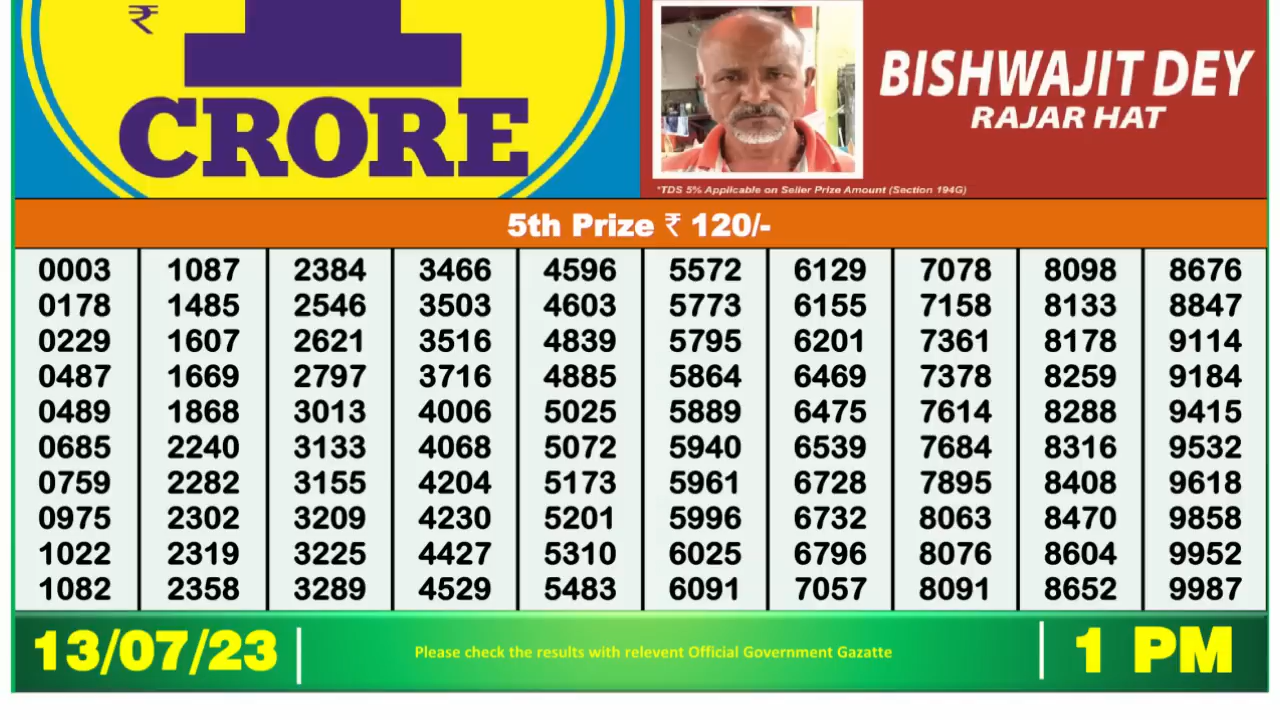 ₹
CRORE
BISHWAJIT DEY
RAJAR HAT
*TDS 5% Applicable on Seller Prize Amount (Section 194G)
5th Prize ₹ 120/-
0003 1087 2384 3466 4596 5572 6129 7078 8098 8676
0178 1485 2546 3503 4603 5773 6155 7158 8133 8847
0229 1607 2621 3516 4839 5795 6201 7361 8178 9114
0487 1669 2797 3716 4885 5864 6469 7378 8259 9184
0489 1868 3013 4006 5025 5889 6475 7614 8288 9415
0685 2240 3133 4068 5072 5940 6539 7684 8316 9532
0759 2282 3155 4204 5173 5961 6728 7895 8408 9618
0975 2302 3209 4230 5201 5996 6732 8063 8470 9858
1022 2319 3225 4427 5310 6025 6796 8076 8604 9952
1082 2358 3289 4529 5483 6091 7057 8091 8652 9987
13/07/23
Please check the results with relevent Official Government Gazatte
1 PM